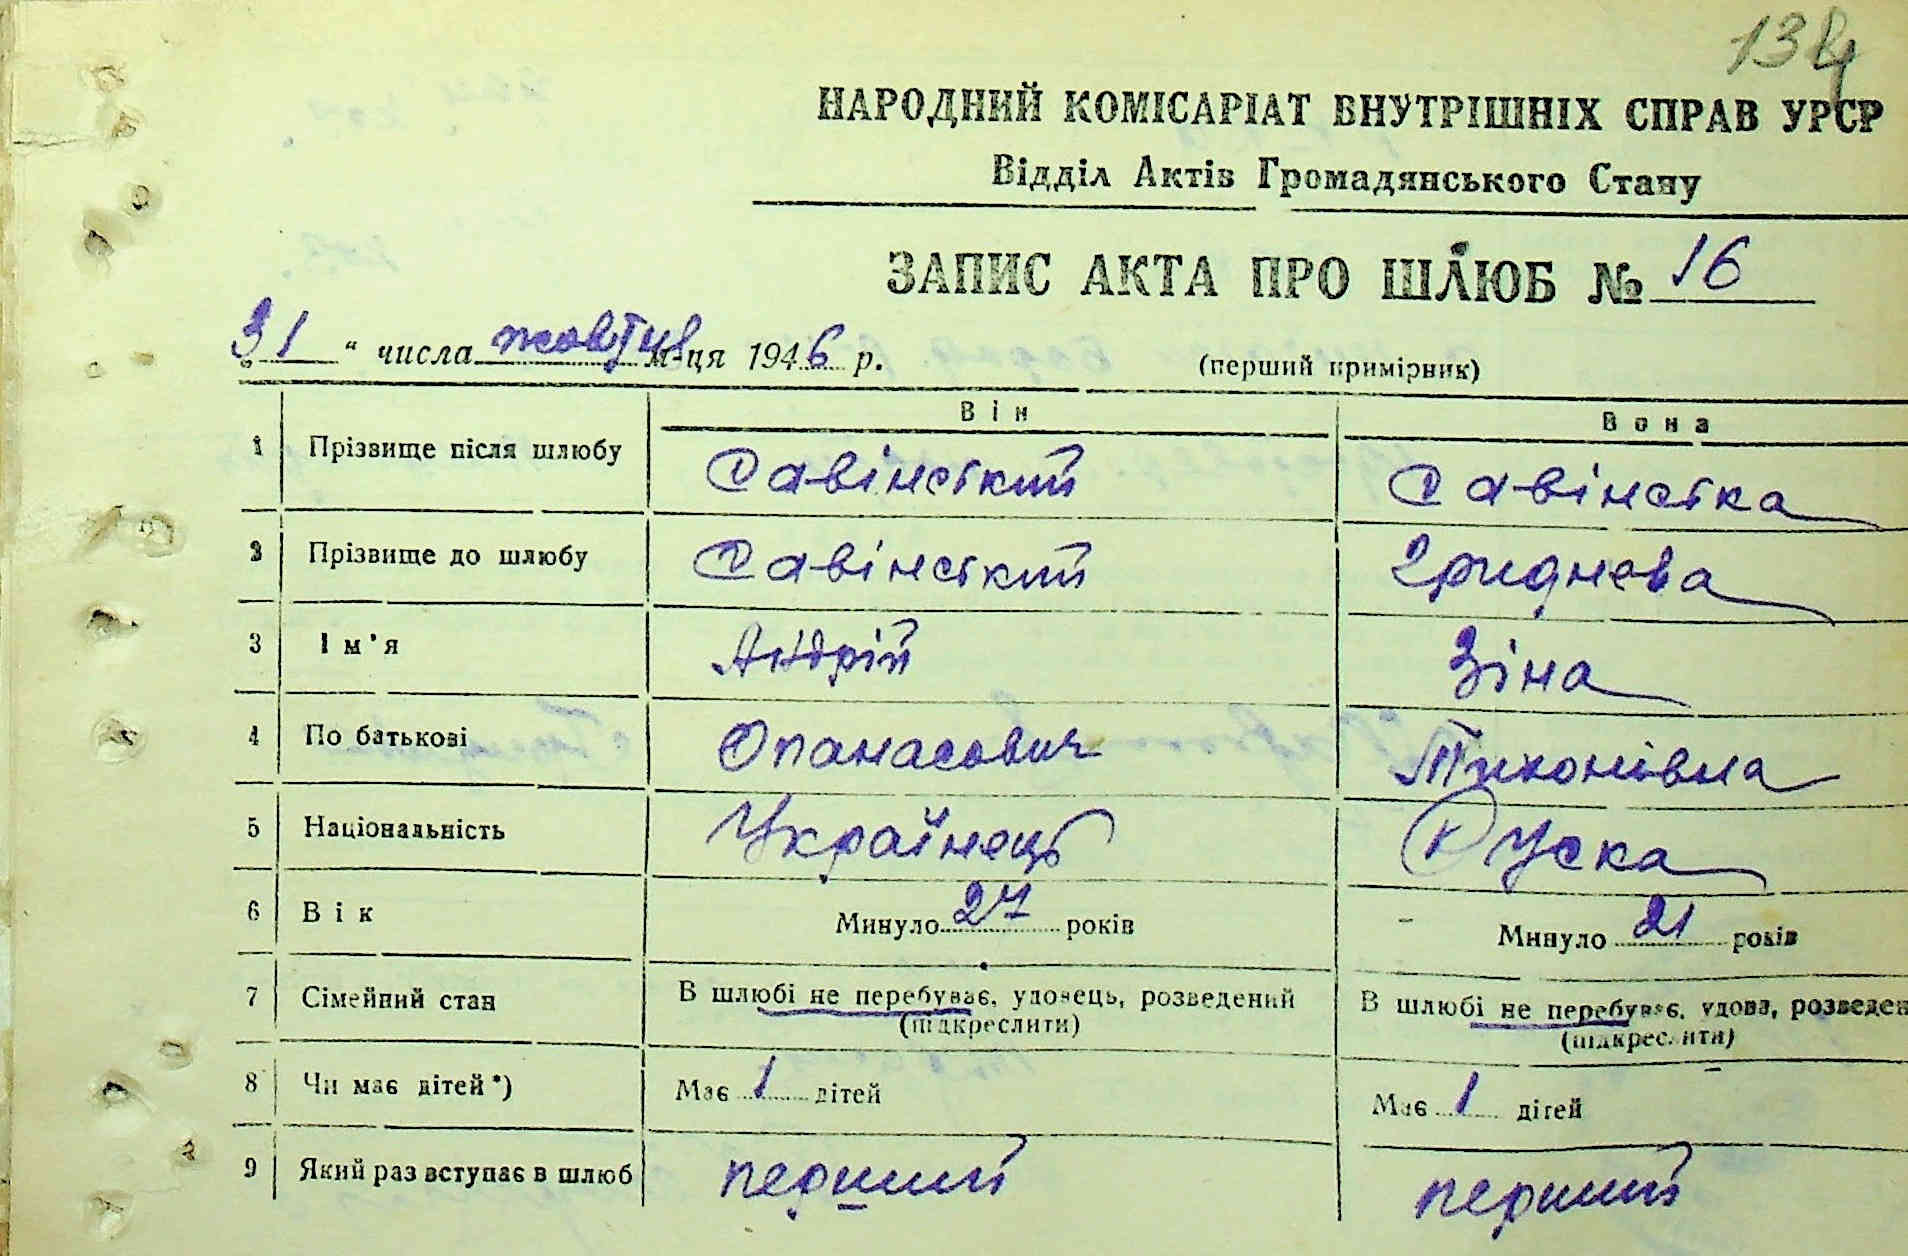 134
НАРОДНИЙ КОМІСАРІАТ ВНУТРІШНІХ СПРАВ УРСР
Відділ Актів Громадянського Стану
ЗАПИС АКТА ПРО ШЛЮБ № 16
"31" числа жовтня м-ця 1946 р. (перший примірник)
Він Вона
1 Прізвище після шлюбу Савінський Савінська
2 Прізвище до шлюбу Савінський Гриднева
3 Ім'я Андрій Зіна
4 По батькові Опанасович Тихонівна
5 Національність Українець Руска
6 Вік Минуло 27 років Минуло 21 років
7 Сімейний стан В шлюбі не перебуває, удовець, розведений В шлюбі не перебуває, удова, розведен
(підкреслити) (підкреслити)
8 Чи має дітей*) Має 1 дітей Має 1 дітей
9 Який раз вступає в шлюб перший перший